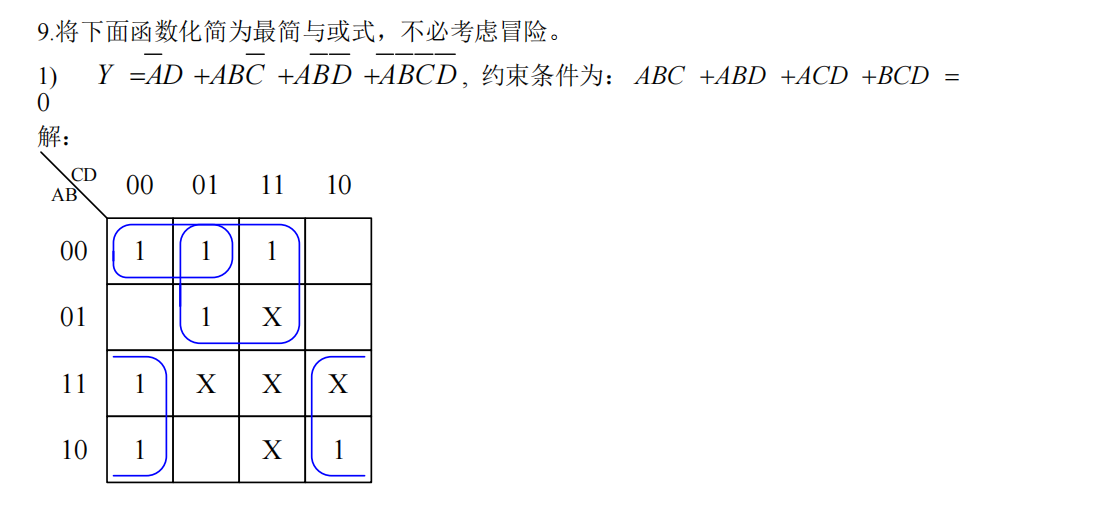 9.将下面函数化简为最简与或式，不必考虑冒险。
1) Y =A̅D +ABC̅ +AB̅D̅ +A̅B̅C̅D̅ , 约束条件为： ABC +ABD +ACD +BCD =
0
解：
CD
AB 00 01 11 10
00 1 1 1
01 1 X
11 1 X X X
10 1 X 1